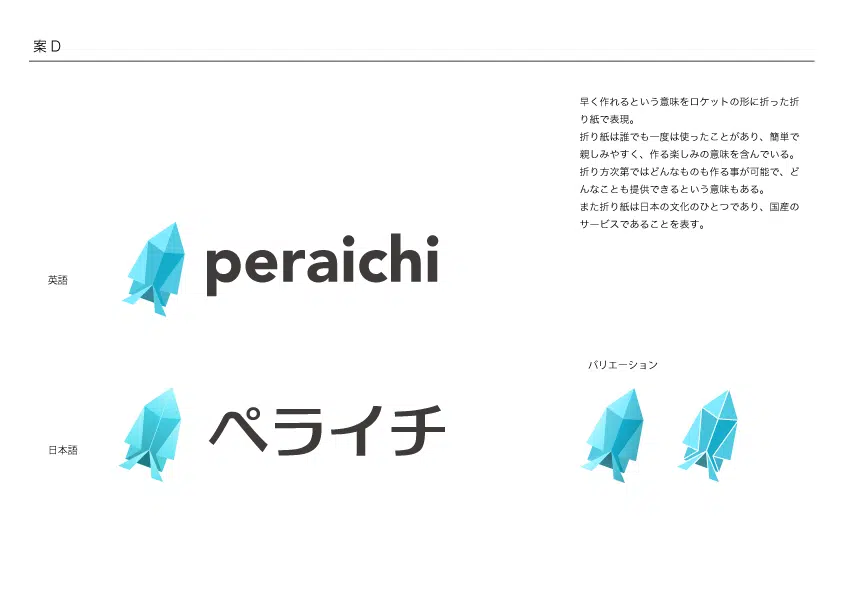 案 D
早く作れるという意味をロケットの形に折った折
り紙で表現。
折り紙は誰でも一度は使ったことがあり、簡単で
親しみやすく、作る楽しみの意味を含んでいる。
折り方次第ではどんなものも作る事が可能で、ど
んなことも提供できるという意味もある。
また折り紙は日本の文化のひとつであり、国産の
サービスであることを表す。
英語
peraichi
バリエーション
日本語
ペライチ